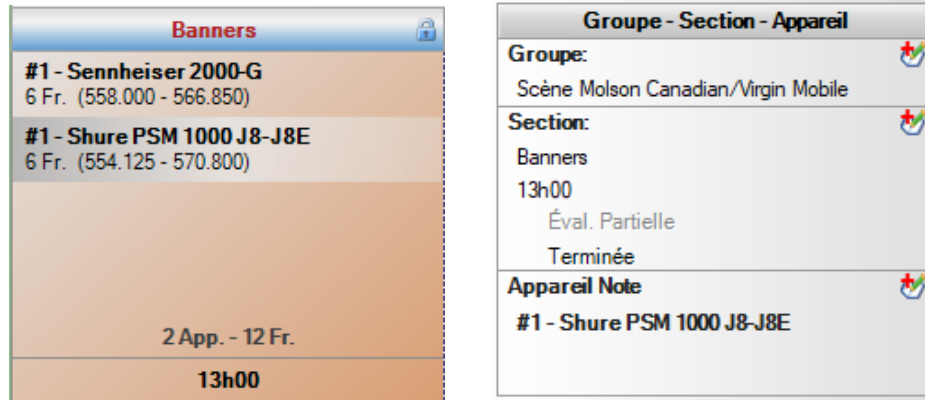 Banners
#1 - Sennheiser 2000-G
6 Fr. (558.000 - 566.850)
#1 - Shure PSM 1000 J8-J8E
6 Fr. (554.125 - 570.800)
2 App. - 12 Fr.
13h00
Groupe - Section - Appareil
Groupe:
Scène Molson Canadian/Virgin Mobile
Section:
Banners
13h00
Éval. Partielle
Terminée
Appareil Note
#1 - Shure PSM 1000 J8-J8E